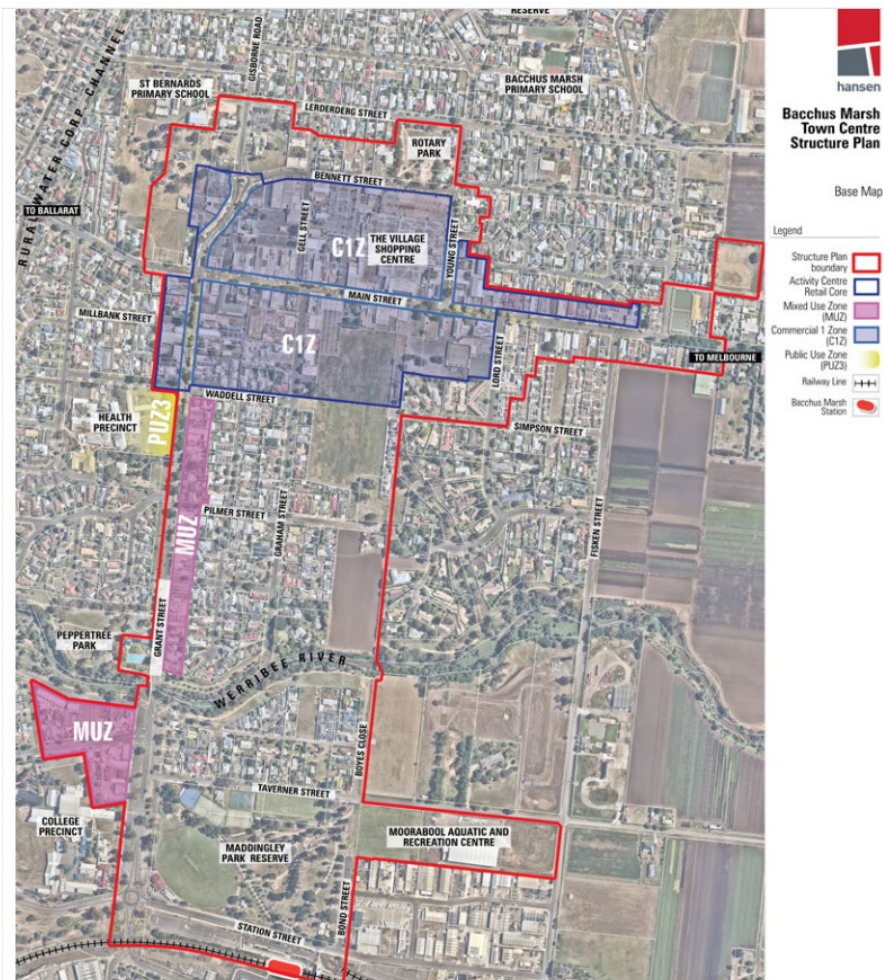 RESERVE
ST BERNARDS
PRIMARY SCHOOL
GISBORNE ROAD
BACCHUS MARSH
PRIMARY SCHOOL
LERDERDERG STREET
ROTARY
PARK
RURAL WATER CORP CHANNEL
TO BALLARAT
BENNETT STREET
GELL STREET
C1Z
THE VILLAGE
SHOPPING
CENTRE
YOUNG STREET
MAIN STREET
MILLBANK STREET
C1Z
LORD STREET
TO MELBOURNE
WADDELL STREET
HEALTH
PRECINCT
PUZ3
SIMPSON STREET
MUZ
PILMER STREET
GRAHAM STREET
FISKEN STREET
PEPPERTREE
PARK
GRANT STREET
WERRIBEE RIVER
MUZ
BOYES CLOSE
TAVERNER STREET
COLLEGE
PRECINCT
MADDINGLEY
PARK RESERVE
MOORABOOL AQUATIC AND
RECREATION CENTRE
BOND STREET
STATION STREET
hansen
Bacchus Marsh
Town Centre
Structure Plan
Base Map
Legend
Structure Plan
boundary
Activity Centre
Retail Core
Mixed Use Zone
(MUZ)
Commercial 1 Zone
(C1Z)
Public Use Zone
(PUZ3)
Railway Line
Bacchus Marsh
Station